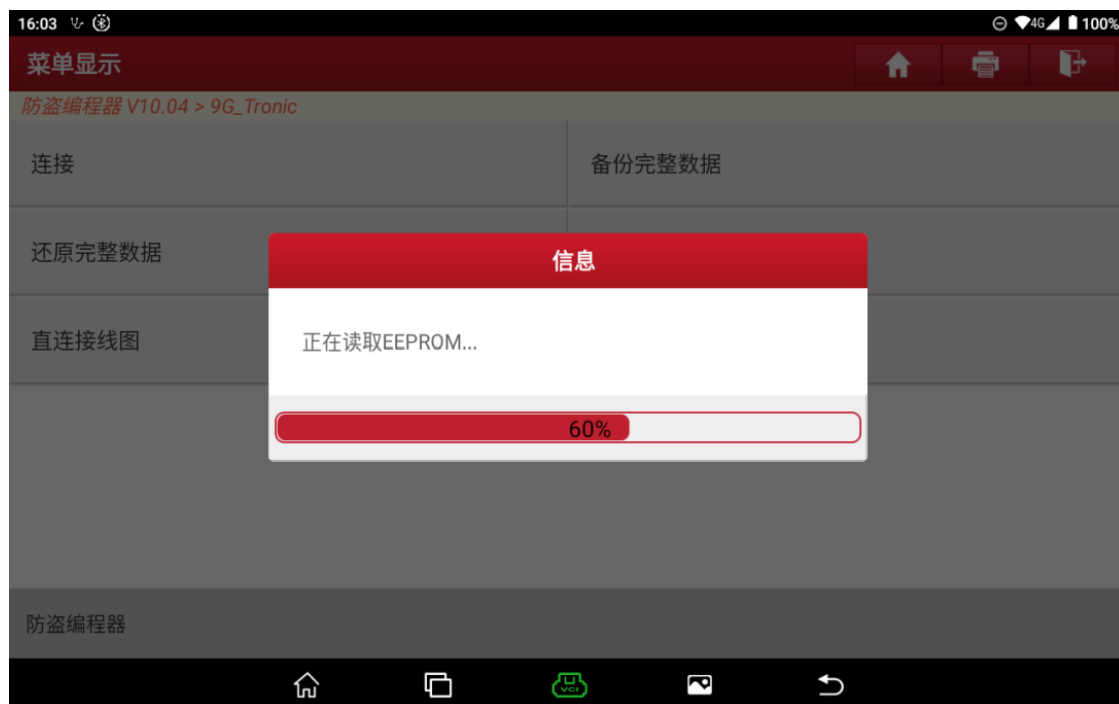 16:03 4G 100%
菜单显示
防盗编程器 V10.04 > 9G_Tronic
连接 备份完整数据
还原完整数据
信息
直连接线图
正在读取EEPROM...
60%
防盗编程器
VCI